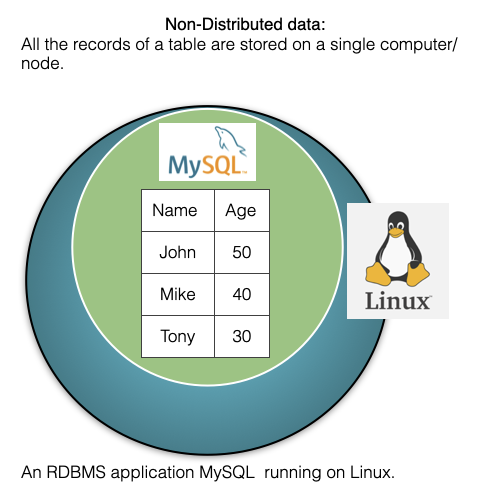 Non-Distributed data:
All the records of a table are stored on a single computer/
node.
MySQL™
Name Age
John 50
Mike 40
Tony 30
Linux
An RDBMS application MySQL running on Linux.